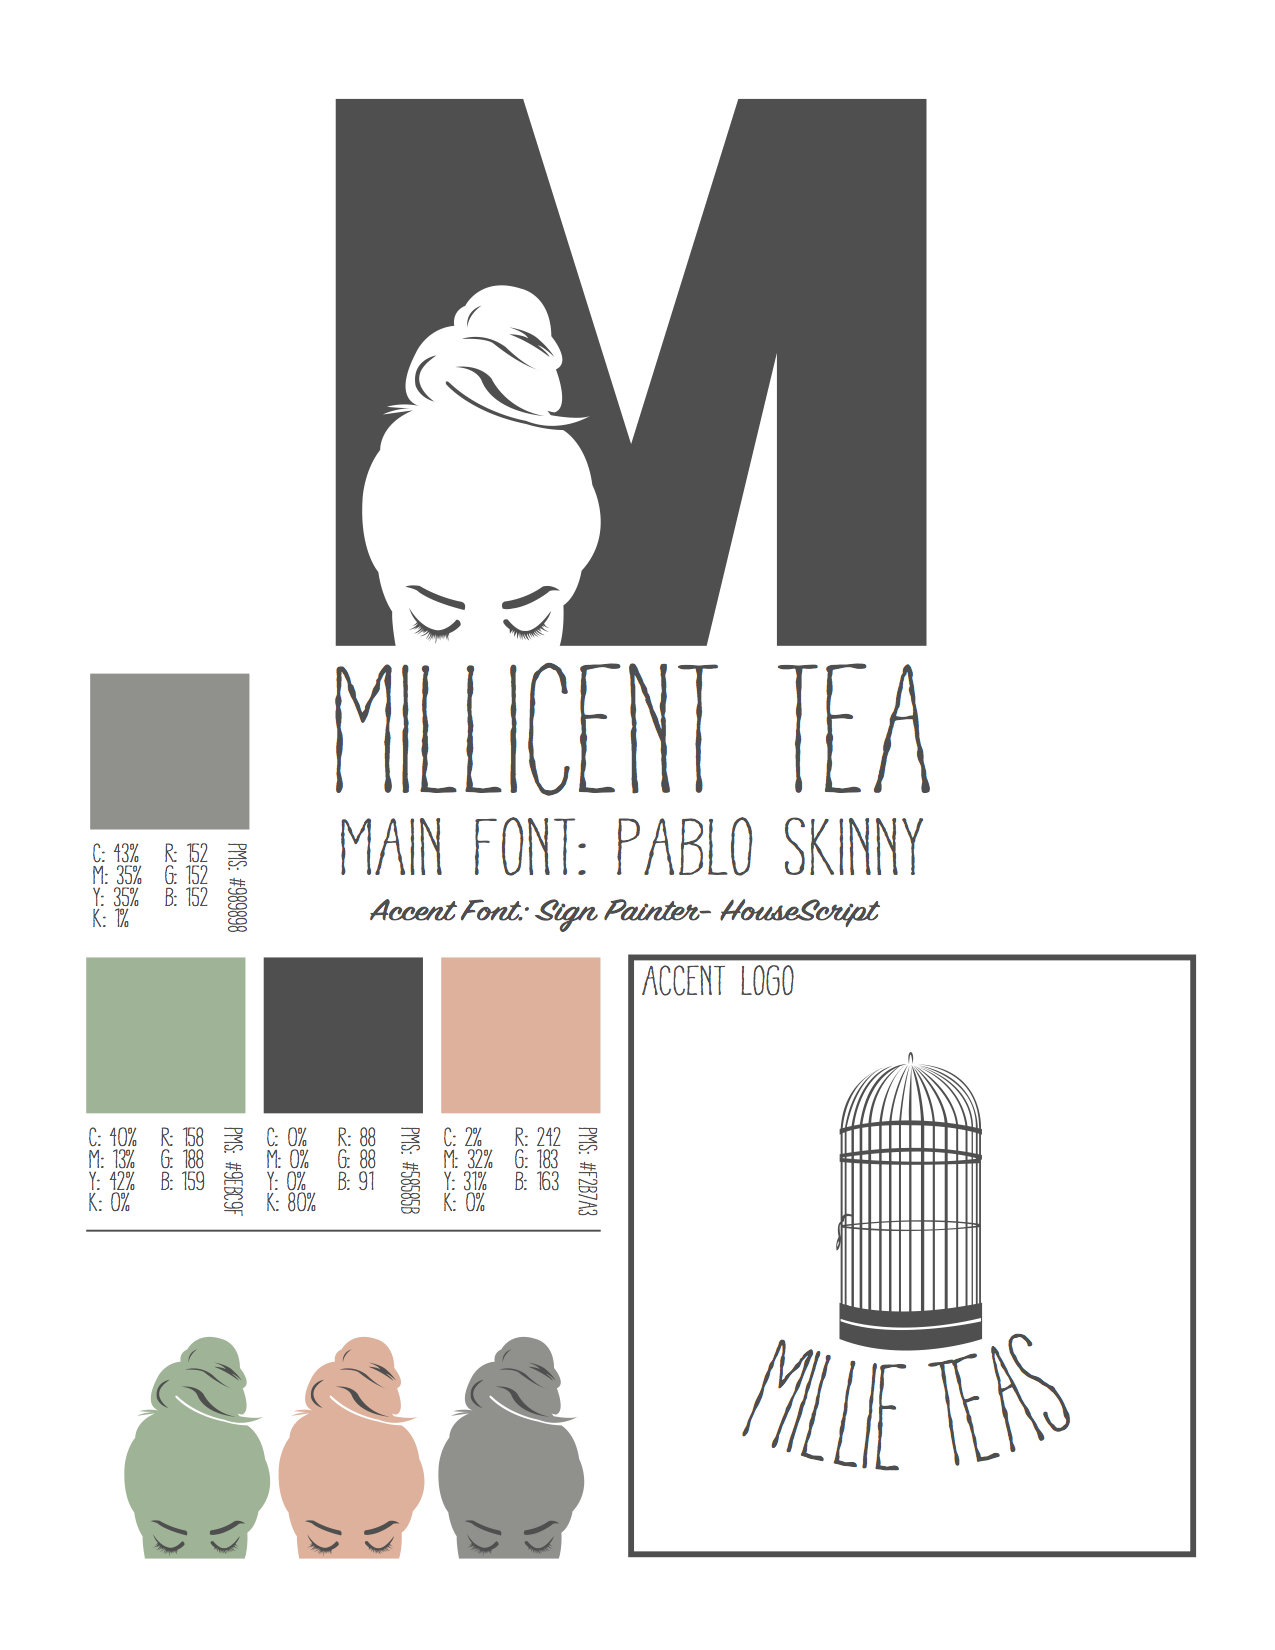 M
MILLICENT TEA
MAIN FONT: PABLO SKINNY
Accent Font: Sign Painter- HouseScript
C: 43%
M: 35%
Y: 35%
K: 1%
R: 152
G: 152
B: 152
PMS: #989898
C: 40%
M: 13%
Y: 42%
K: 0%
R: 158
G: 188
B: 159
PMS: #9EBC9F
C: 0%
M: 0%
Y: 0%
K: 80%
R: 88
G: 88
B: 91
PMS: #58585B
C: 2%
M: 32%
Y: 31%
K: 0%
R: 242
G: 183
B: 163
PMS: #F2B7A3
ACCENT LOGO
MILLIE TEAS